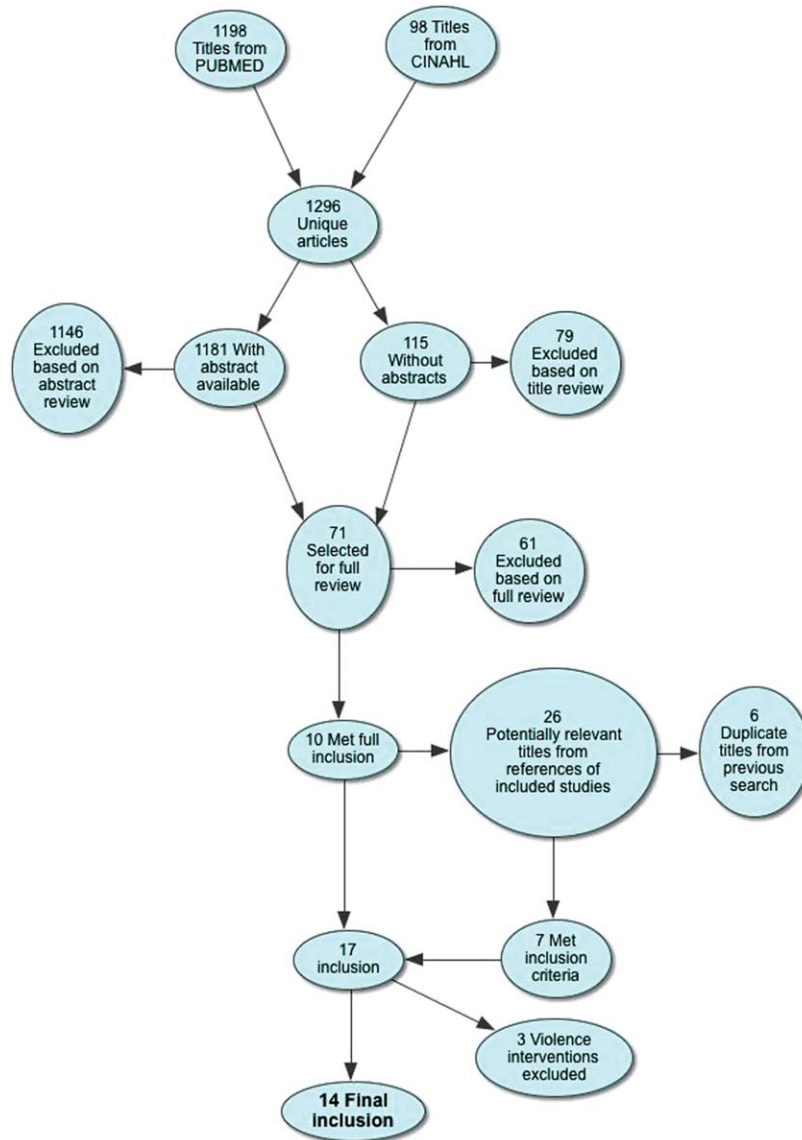 1198
Titles from
PUBMED
98 Titles
from
CINAHL
1296
Unique
articles
1146
Excluded
based on
abstract
review
1181 With
abstract
available
115
Without
abstracts
79
Excluded
based on
title review
71
Selected
for full
review
61
Excluded
based on
full review
10 Met full
inclusion
26
Potentially relevant
titles from
references of
included studies
6
Duplicate
titles from
previous
search
17
inclusion
7 Met
inclusion
criteria
3 Violence
interventions
excluded
14 Final
inclusion